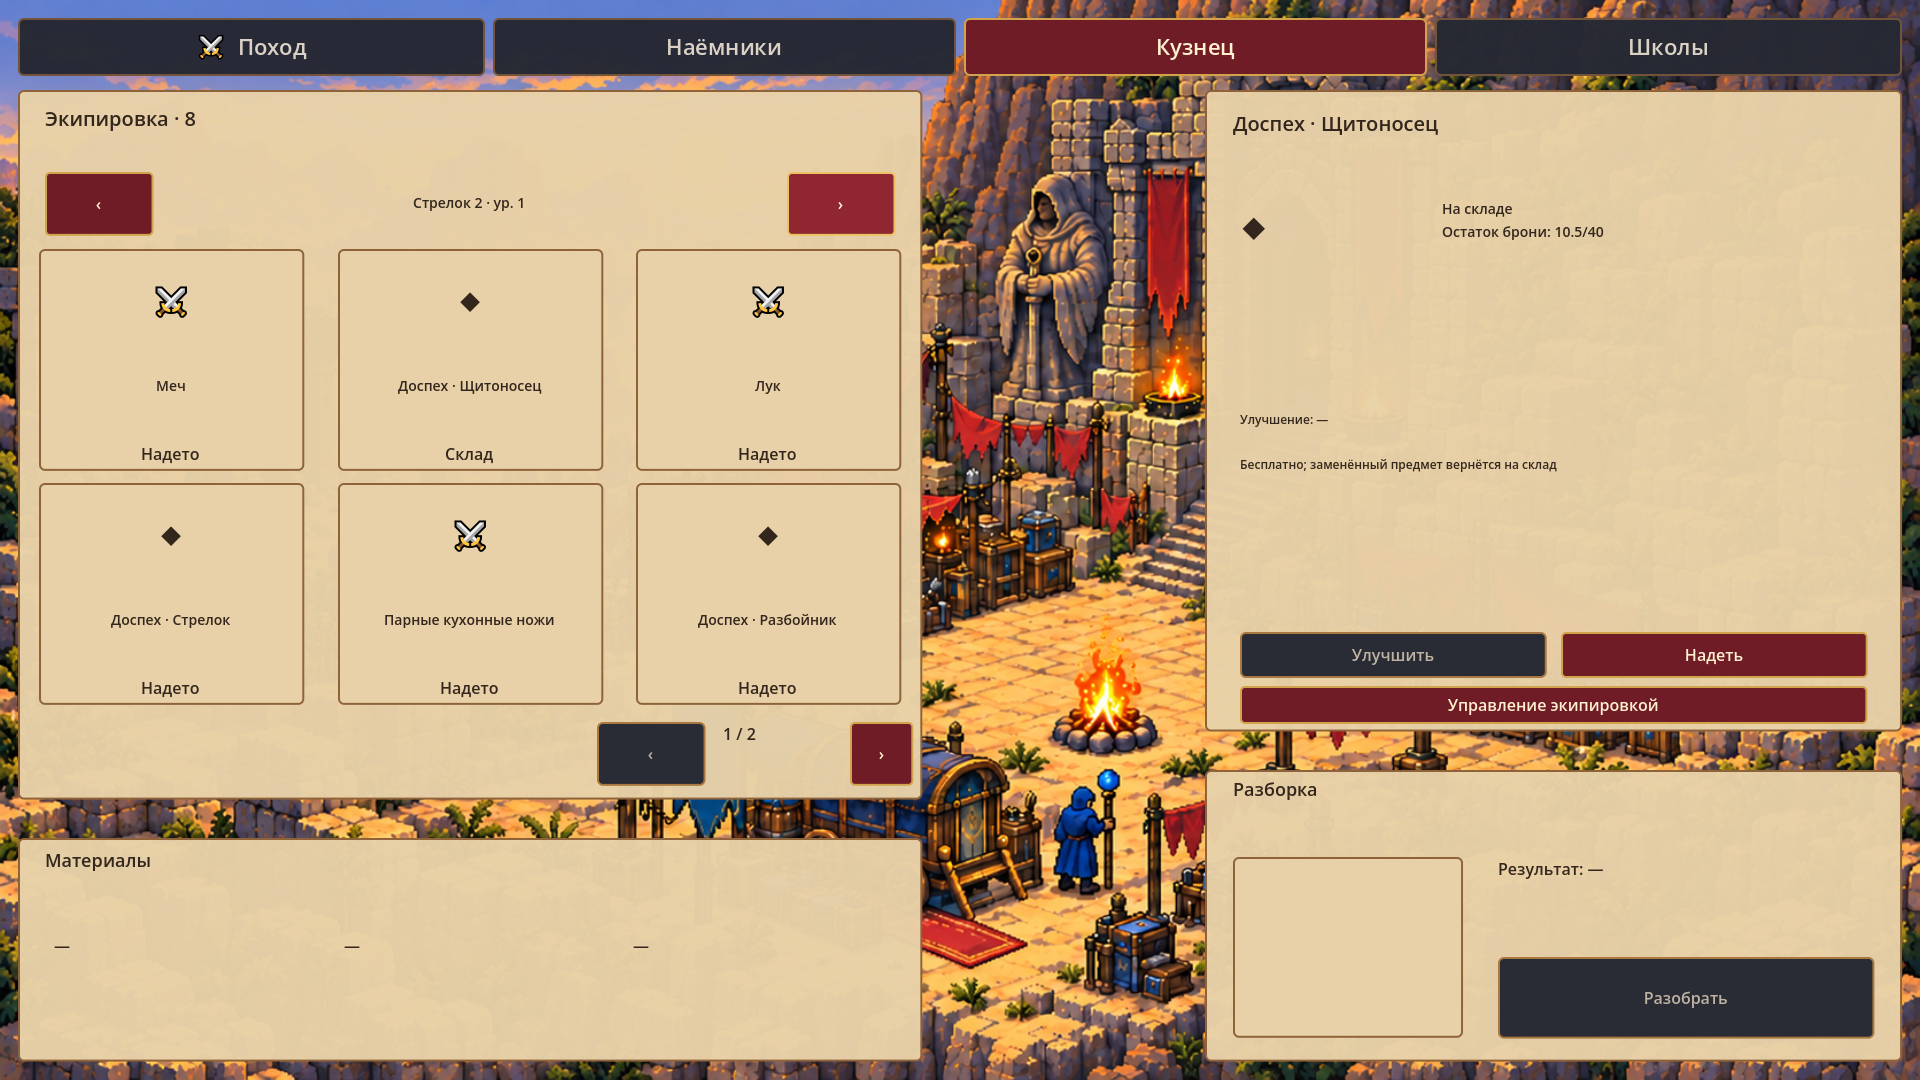 Поход
Наёмники
Кузнец
Школы
Экипировка · 8
‹
Стрелок 2 · ур. 1
›
Меч
Надето
Доспех · Щитоносец
Склад
Лук
Надето
Доспех · Стрелок
Надето
Парные кухонные ножи
Надето
Доспех · Разбойник
Надето
‹
1 / 2
›
Материалы
—
—
—
Доспех · Щитоносец
На складе
Остаток брони: 10.5/40
Улучшение: —
Бесплатно; заменённый предмет вернётся на склад
Улучшить
Надеть
Управление экипировкой
Разборка
Результат: —
Разобрать